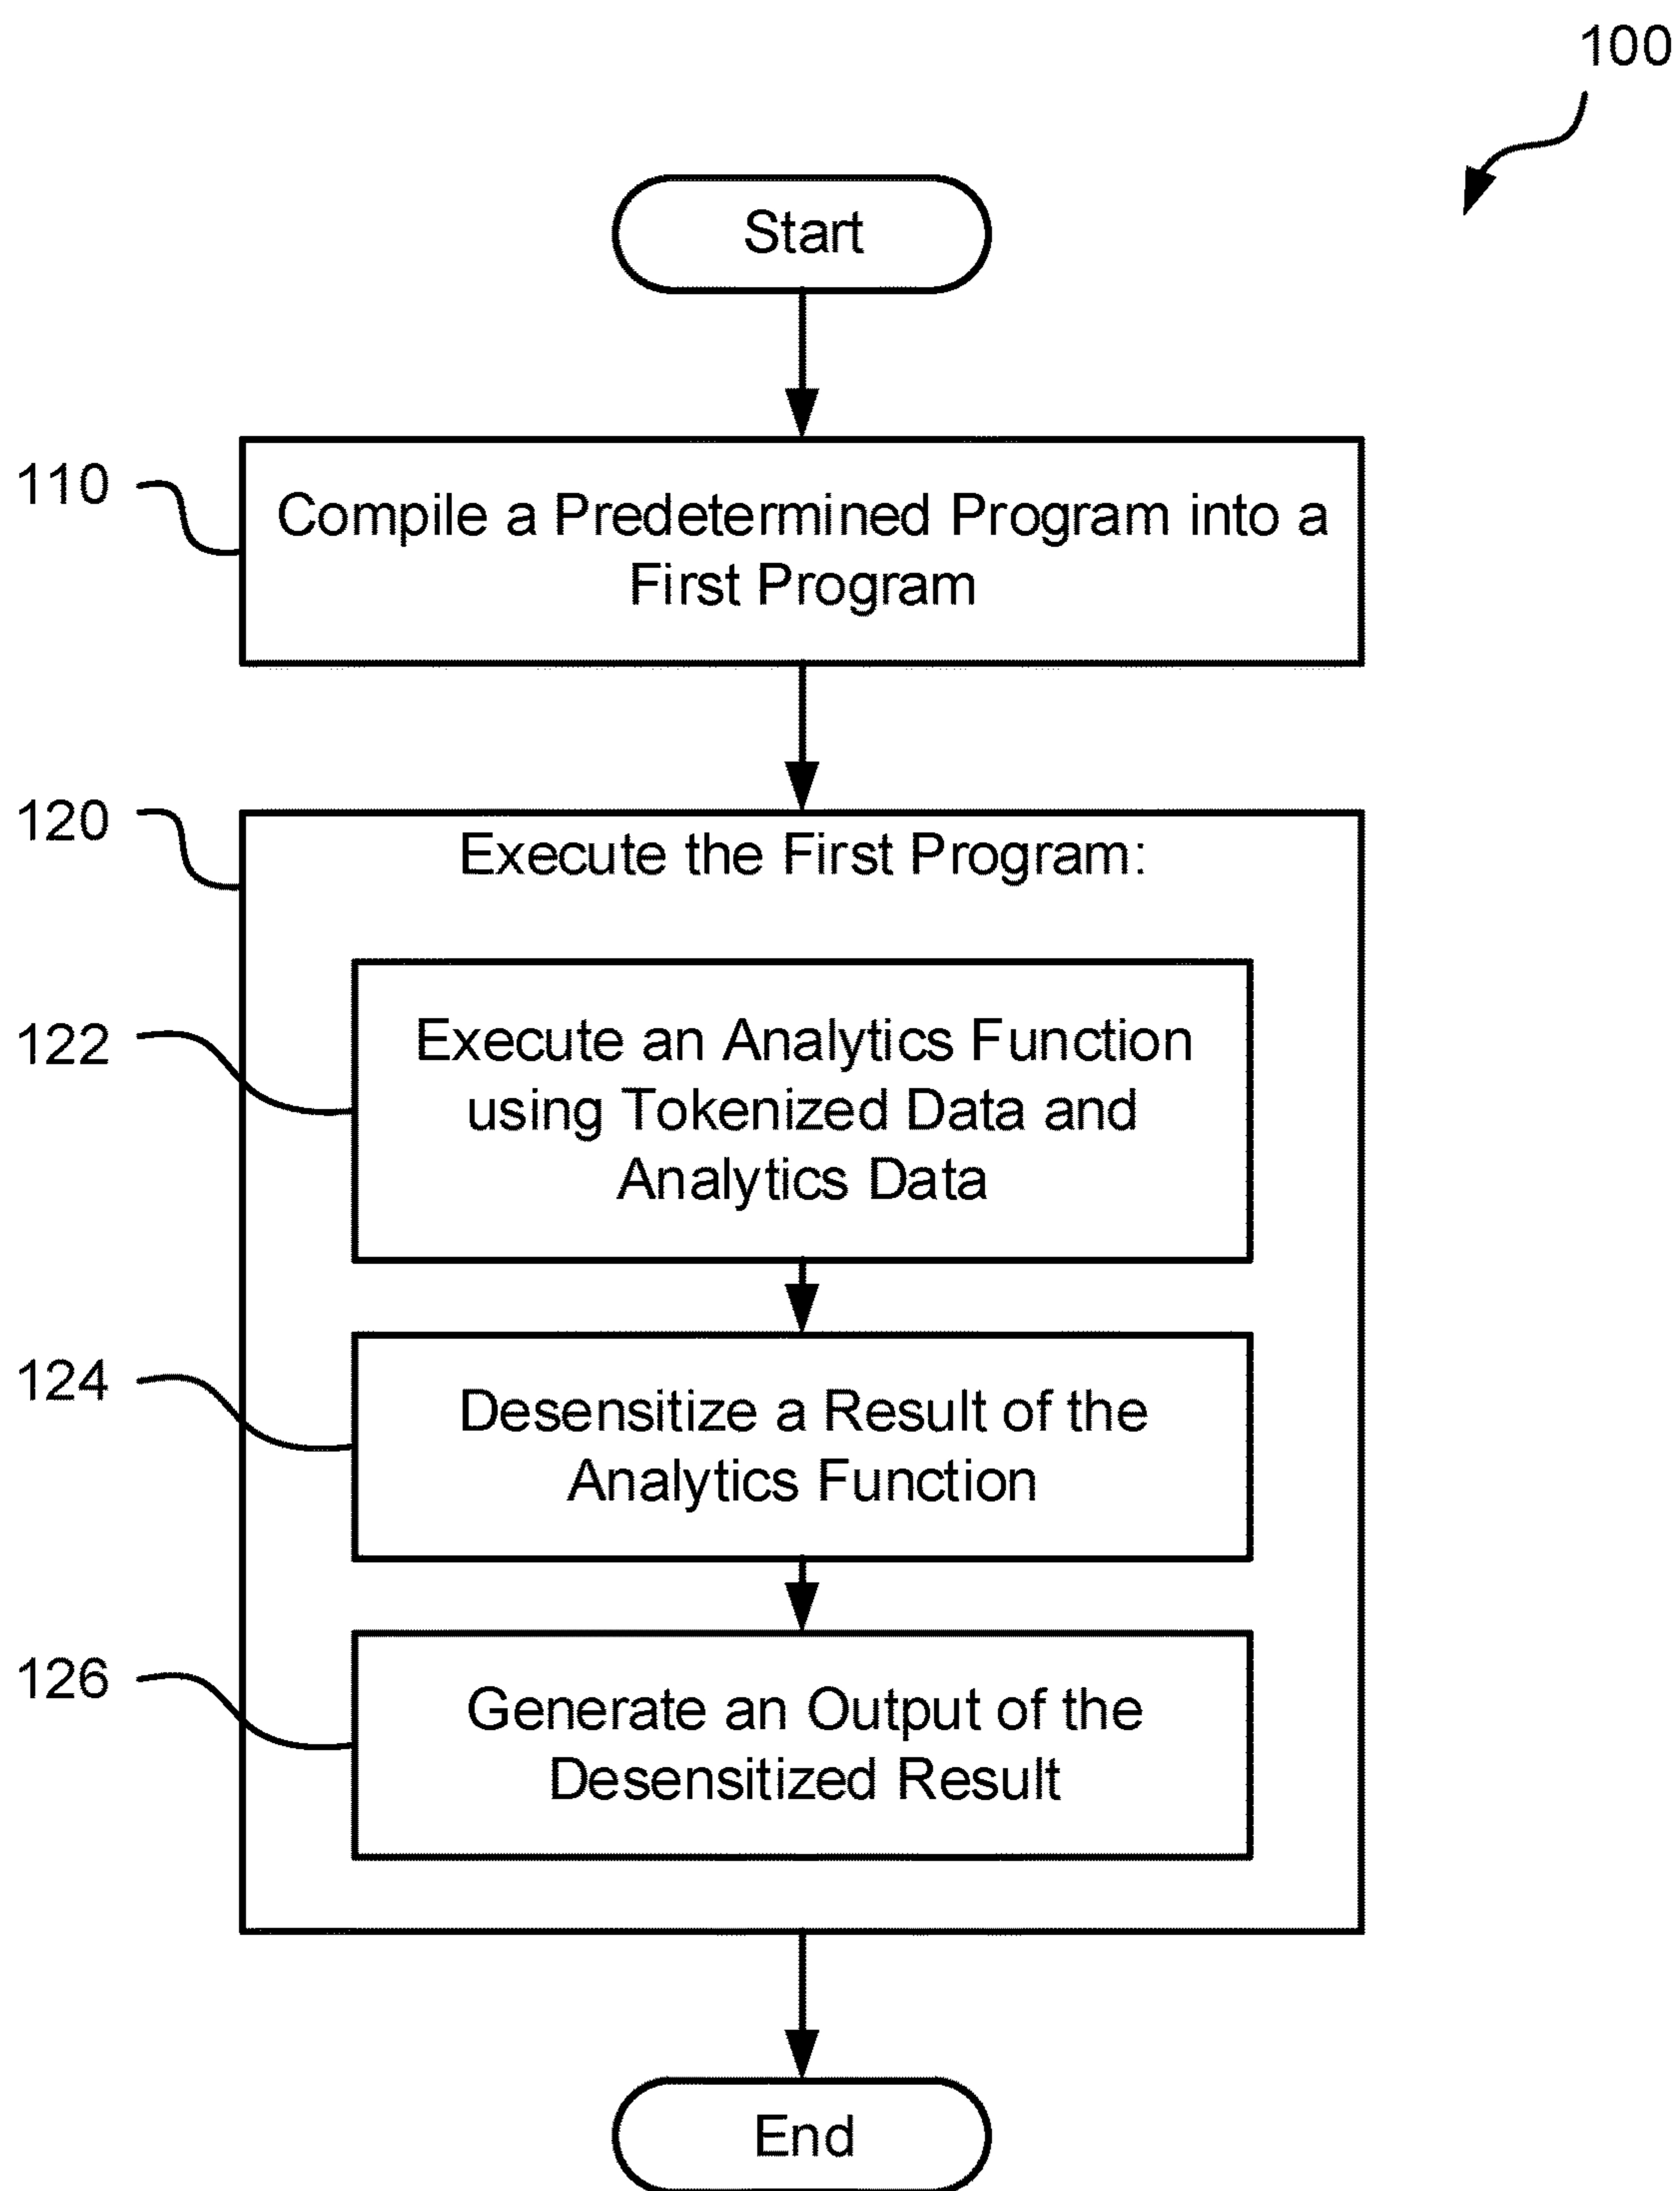 100
Start
110
Compile a Predetermined Program into a
First Program
120
Execute the First Program:
122
Execute an Analytics Function
using Tokenized Data and
Analytics Data
124
Desensitize a Result of the
Analytics Function
126
Generate an Output of the
Desensitized Result
End